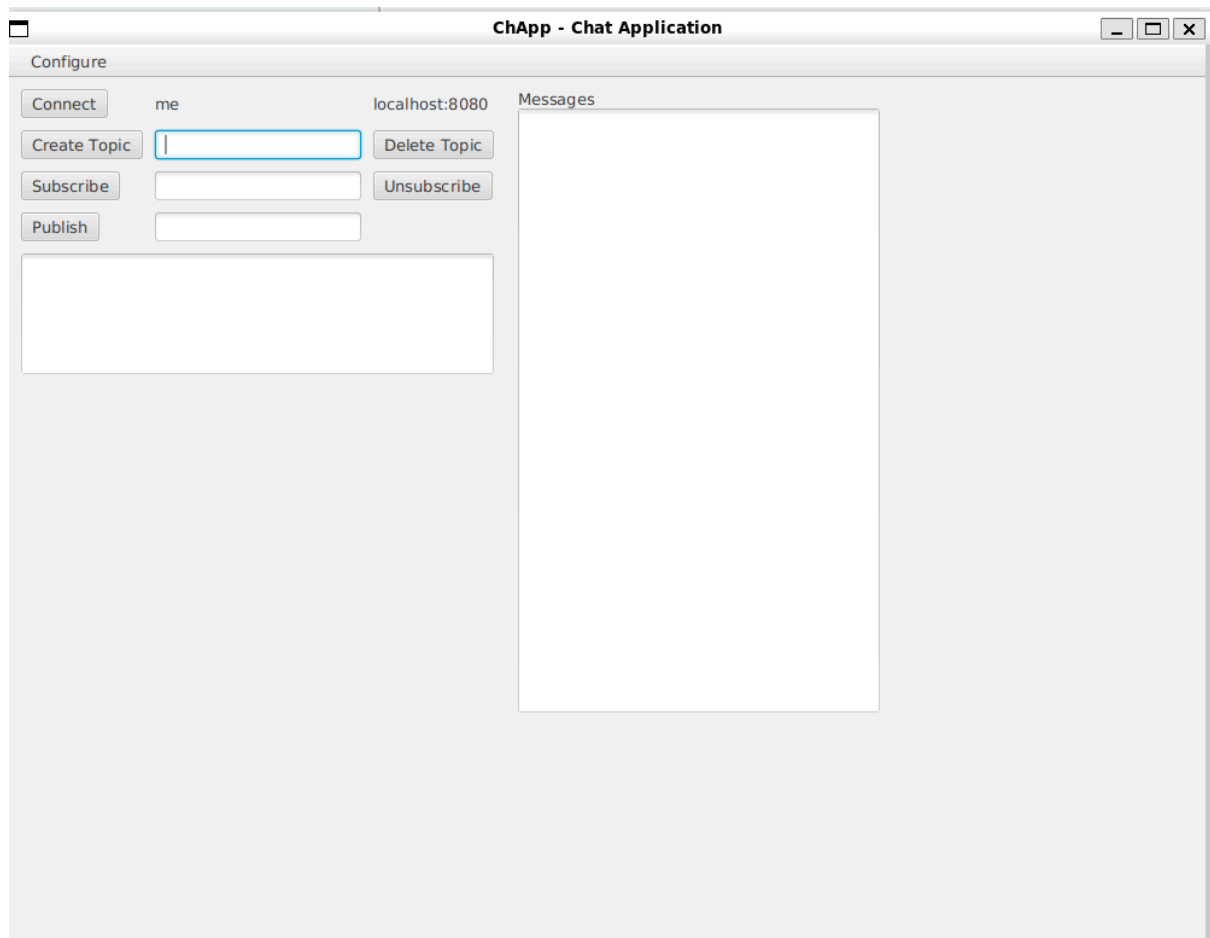 ChApp - Chat Application
Configure
Connect me localhost:8080
Create Topic Delete Topic
Subscribe Unsubscribe
Publish
Messages